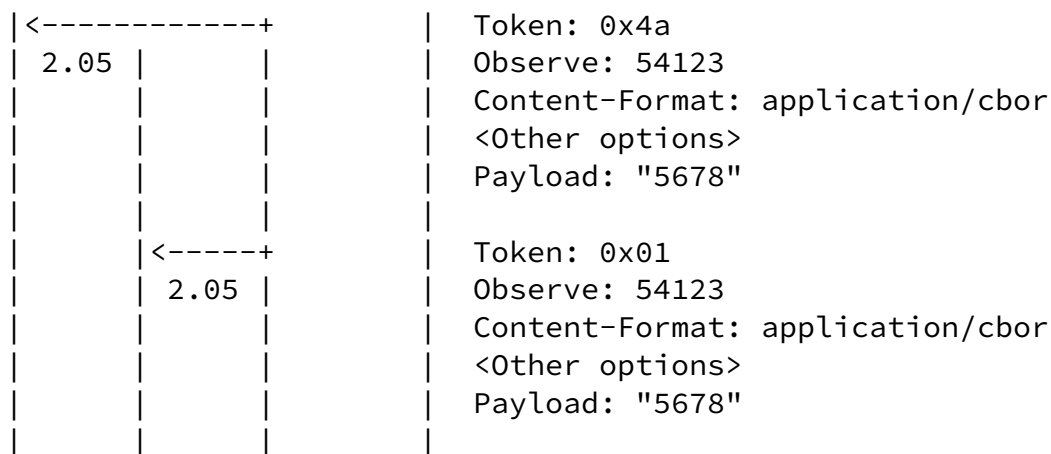 |<------------+          |  Token: 0x4a
| 2.05 |       |          |  Observe: 54123
|      |       |          |  Content-Format: application/cbor
|      |       |          |  <Other options>
|      |       |          |  Payload: "5678"
|      |       |          |
|      |<-----+          |  Token: 0x01
|      | 2.05 |          |  Observe: 54123
|      |       |          |  Content-Format: application/cbor
|      |       |          |  <Other options>
|      |       |          |  Payload: "5678"
|      |       |          |